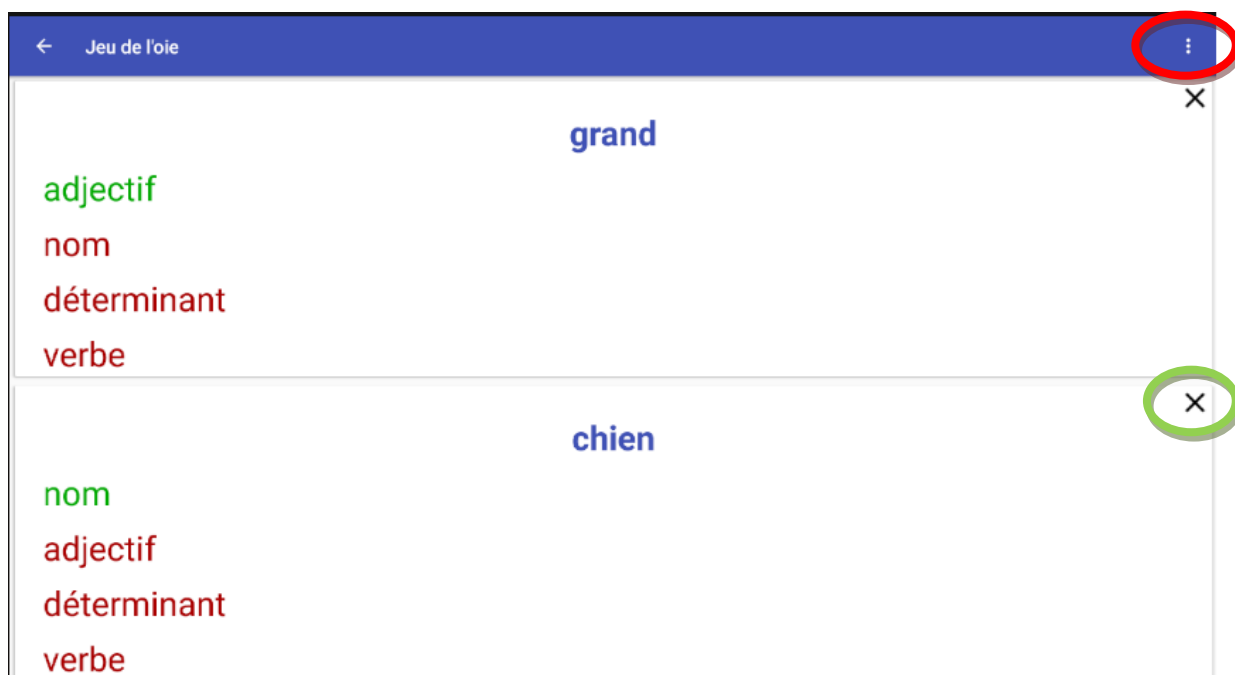 Jeu de l'oie
grand
adjectif
nom
déterminant
verbe
chien
nom
adjectif
déterminant
verbe